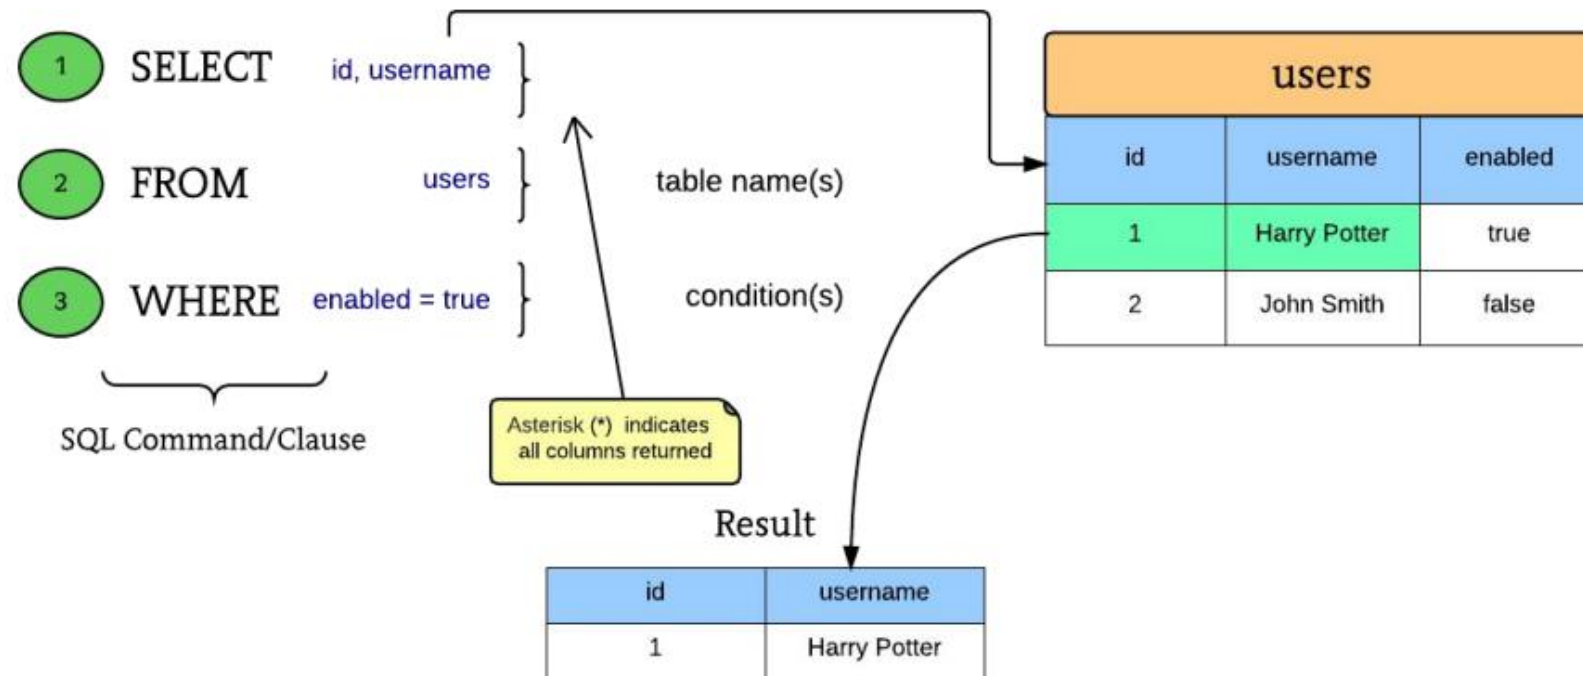 1 SELECT id, username
2 FROM users table name(s)
3 WHERE enabled = true condition(s)
SQL Command/Clause
Asterisk (*) indicates
all columns returned
users
id username enabled
1 Harry Potter true
2 John Smith false
Result
id username
1 Harry Potter